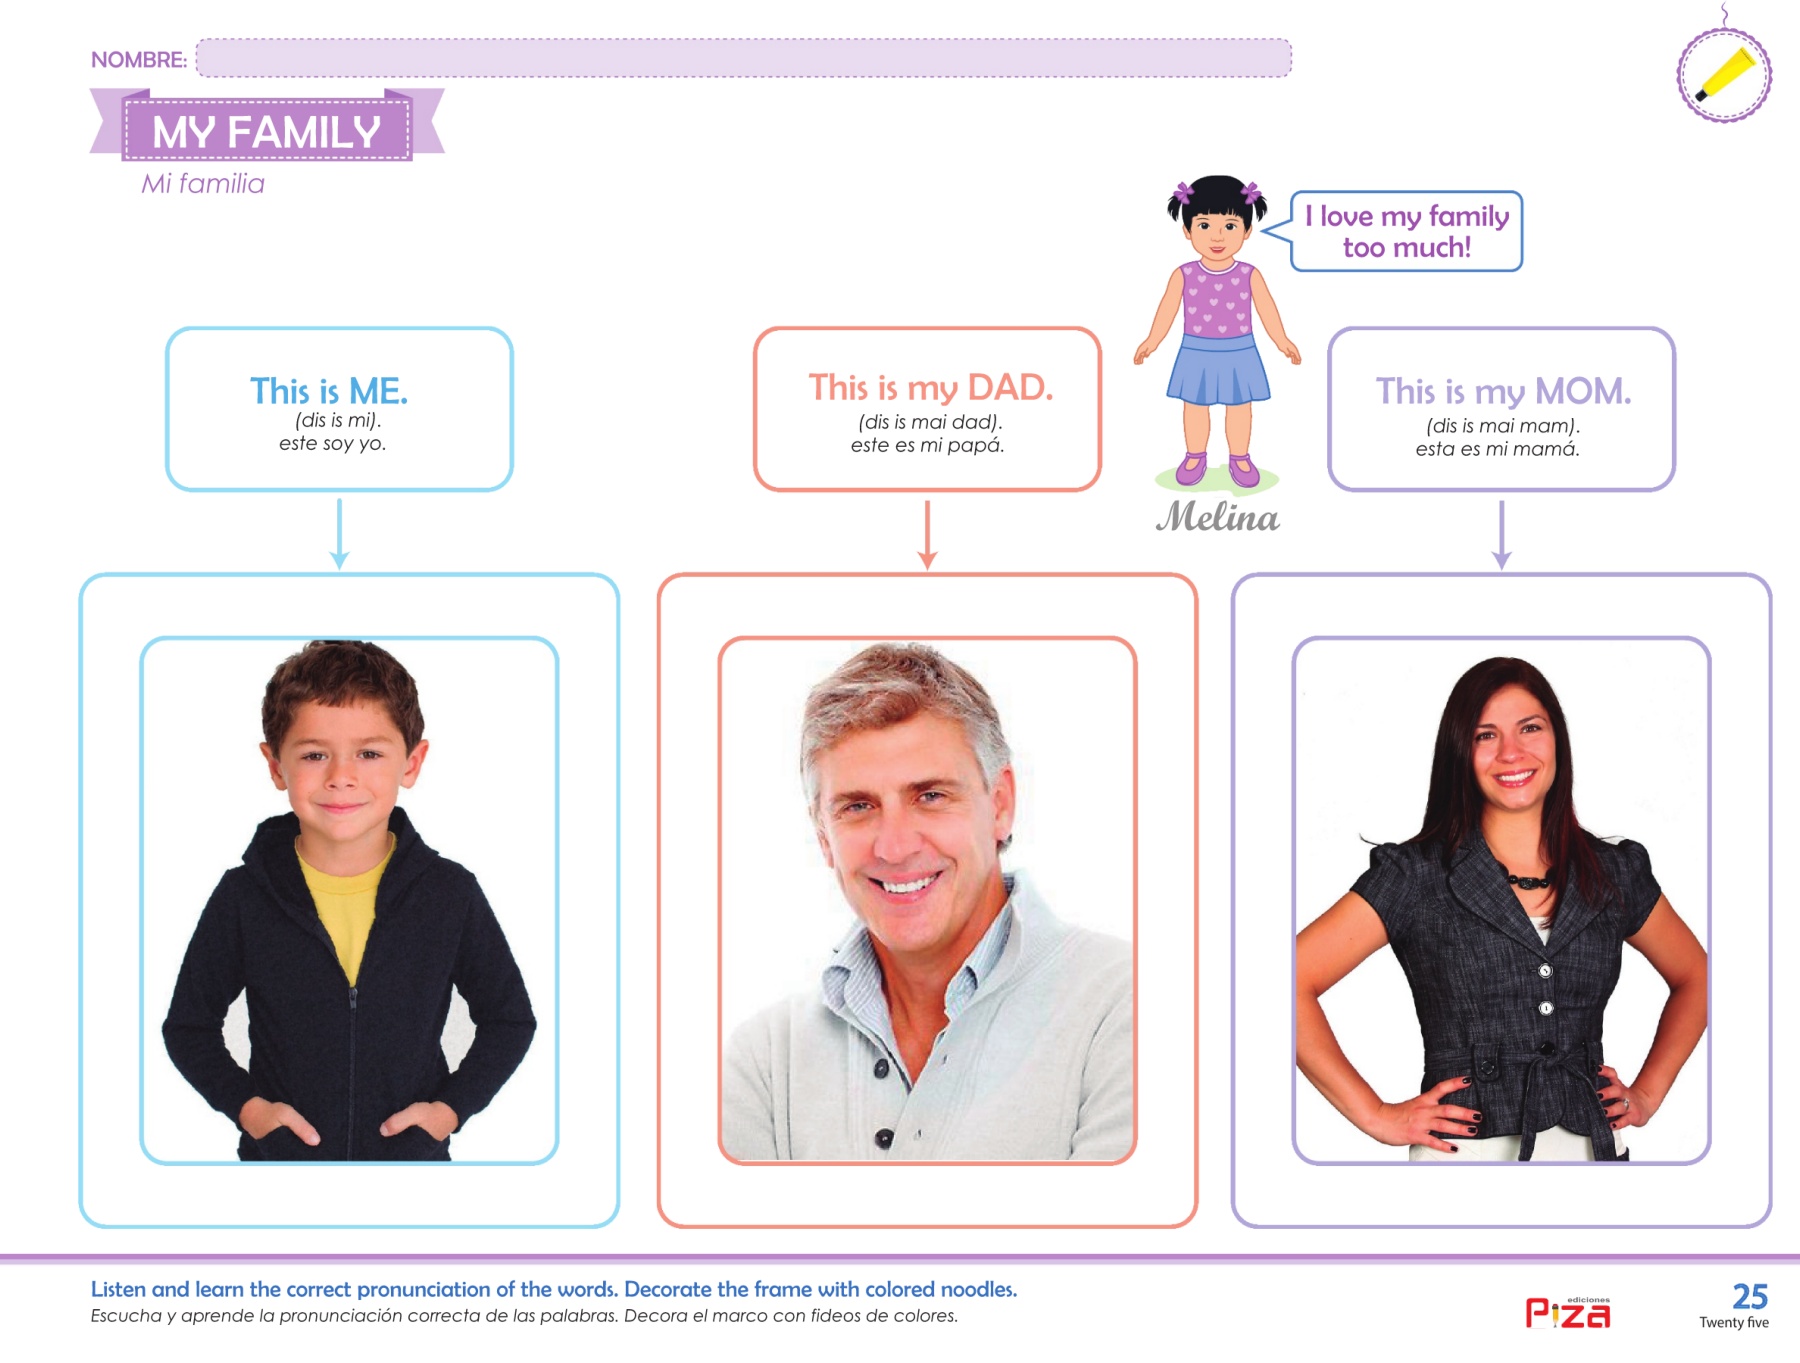 NOMBRE:
MY FAMILY
Mi familia
I love my family
too much!
This is ME.
(dis is mi).
este soy yo.
This is my DAD.
(dis is mai dad).
este es mi papá.
Melina
This is my MOM.
(dis is mai mam).
esta es mi mamá.
Listen and learn the correct pronunciation of the words. Decorate the frame with colored noodles.
Escucha y aprende la pronunciación correcta de las palabras. Decora el marco con fideos de colores.
ediciones
Piza
25
Twenty five